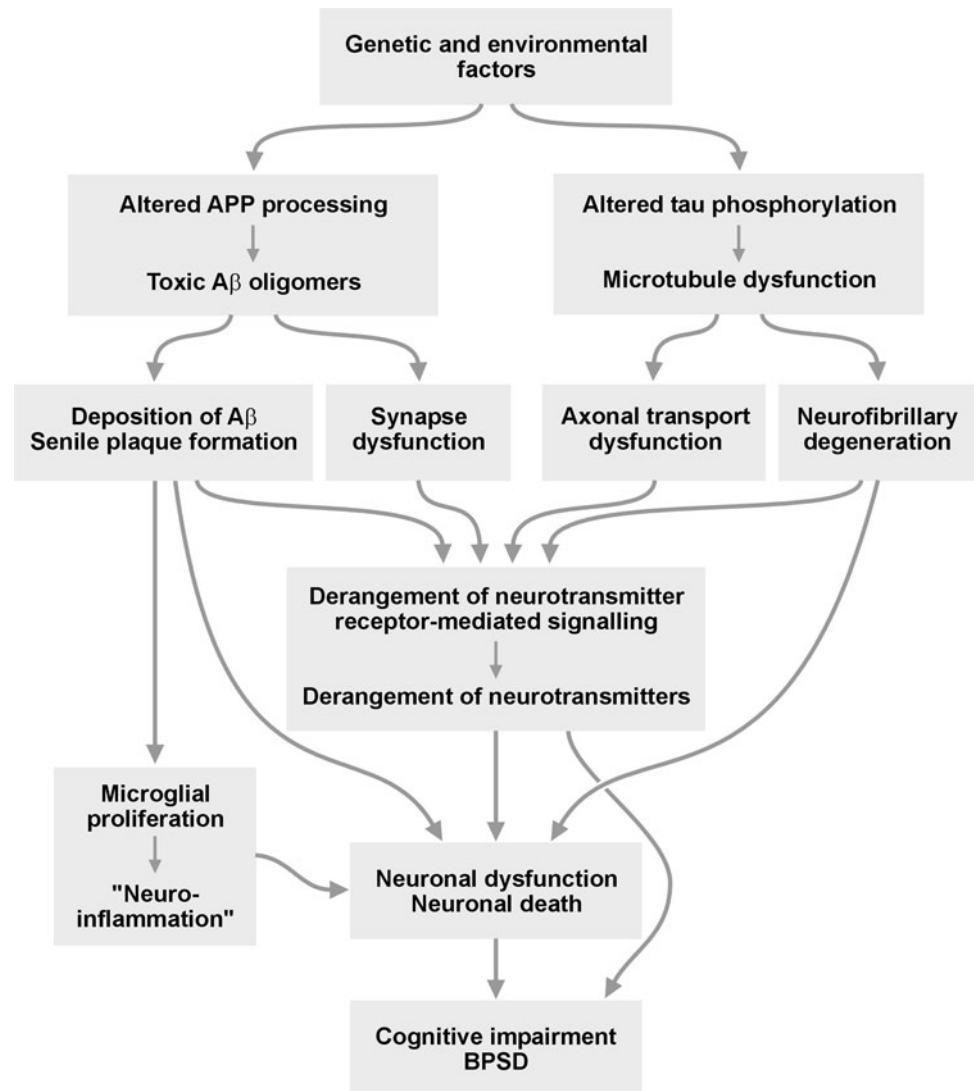 Genetic and environmental
factors
Altered APP processing
Toxic Aβ oligomers
Altered tau phosphorylation
Microtubule dysfunction
Deposition of Aβ
Senile plaque formation
Synapse
dysfunction
Axonal transport
dysfunction
Neurofibrillary
degeneration
Derangement of neurotransmitter
receptor-mediated signalling
Derangement of neurotransmitters
Microglial
proliferation
"Neuro-
inflammation"
Neuronal dysfunction
Neuronal death
Cognitive impairment
BPSD